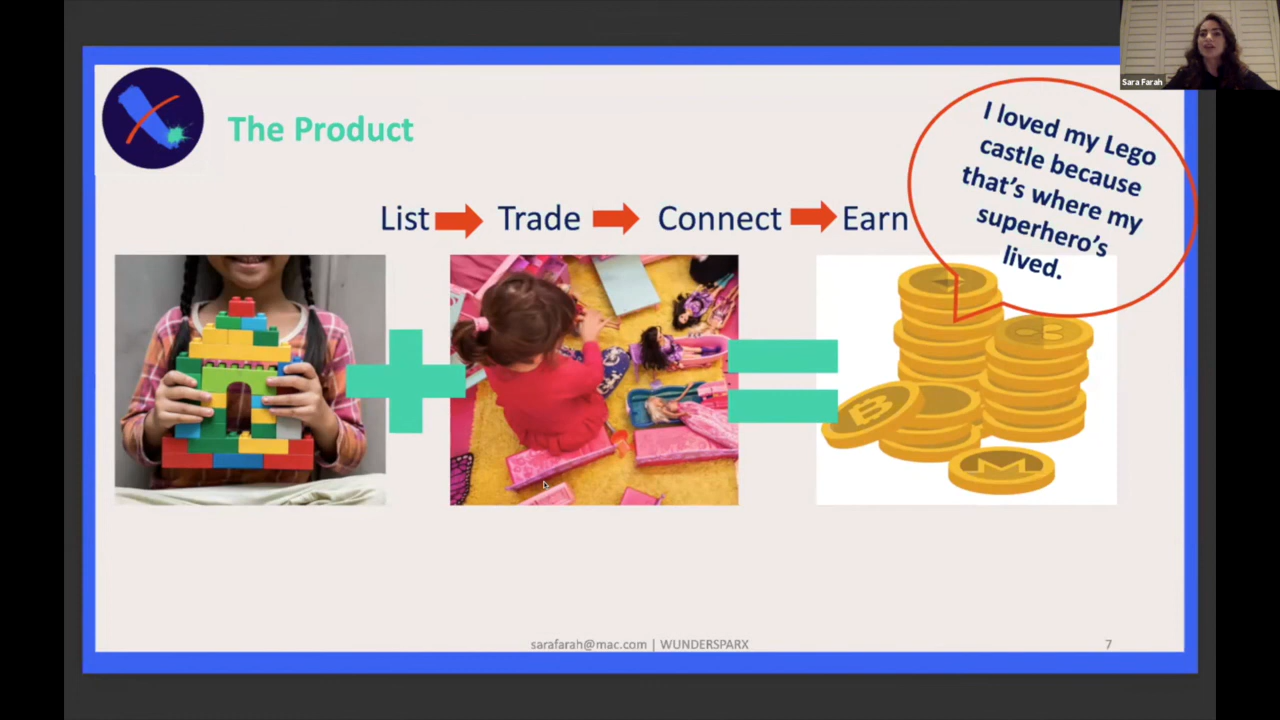 Sara Farah
I loved my Lego
castle because
that's where my
superhero's
lived.
The Product
List Trade Connect Earn
B
sarafarah@mac.com | WUNDERSPARX
7